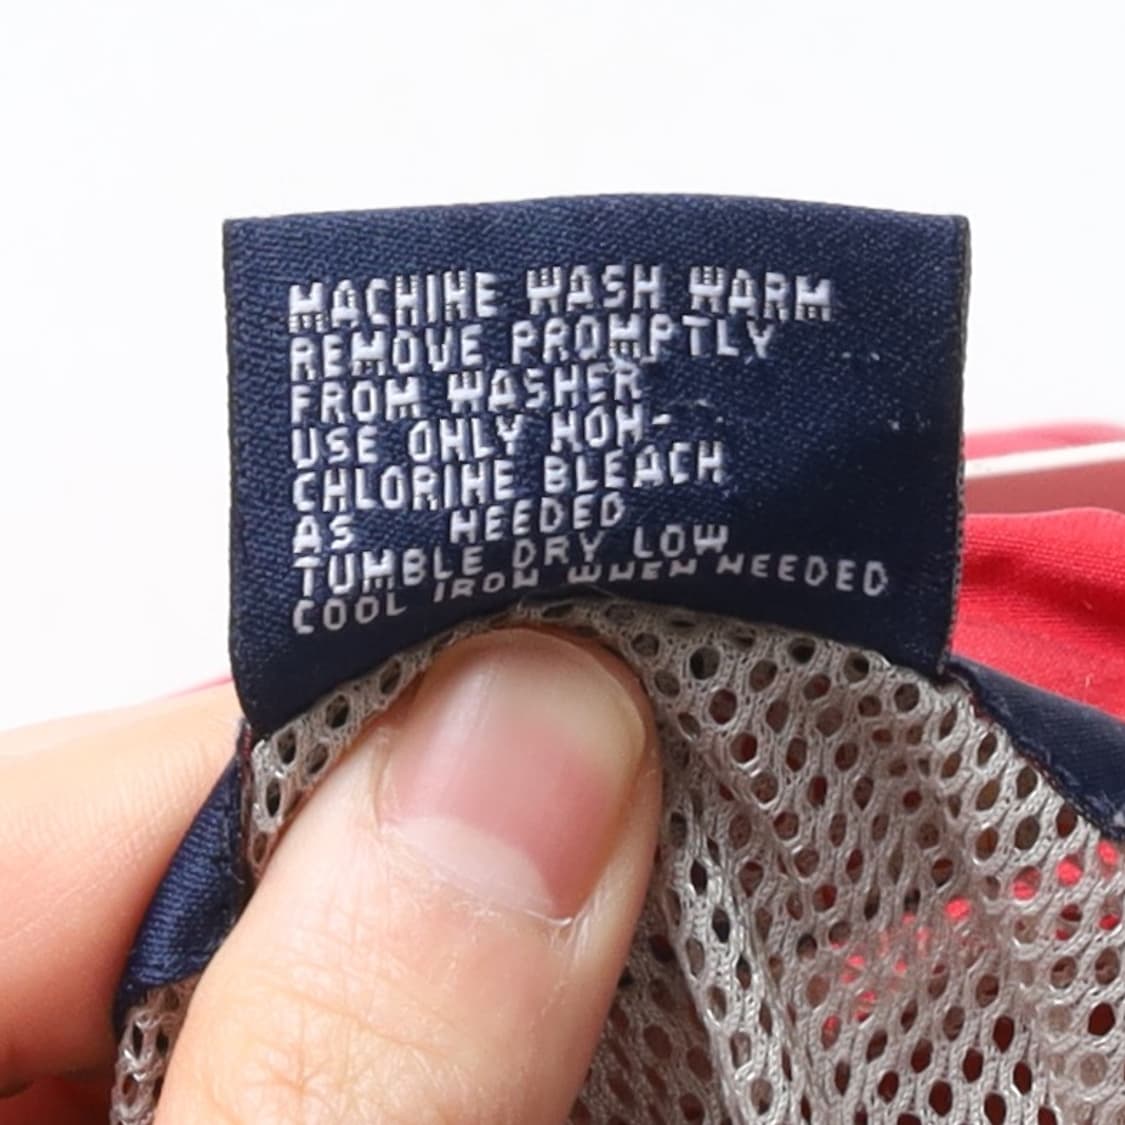 MACHINE WASH WARM
REMOVE PROMPTLY
FROM WASHER
USE ONLY NON-
CHLORINE BLEACH
AS NEEDED
TUMBLE DRY LOW
COOL IRON WHEN NEEDED